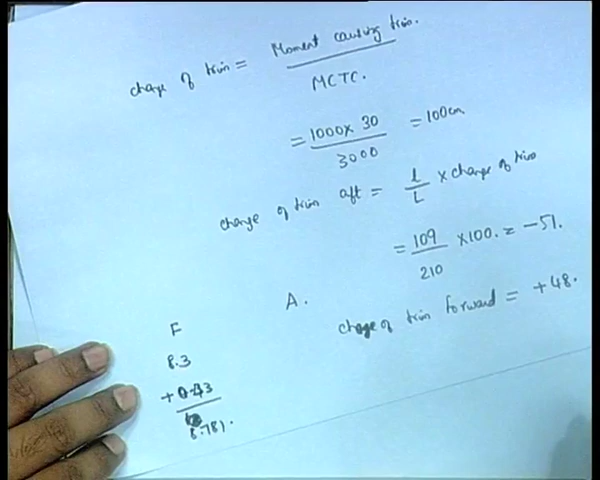 change of trim = Moment causing trim.
MCTC.
= 1000 x 30 = 100cm
3000
change of trim aft = l x change of trim
L
= 109 x 100. = -51.
210
A.
change of trim forward = +48.
F
8.3
+
8.781.